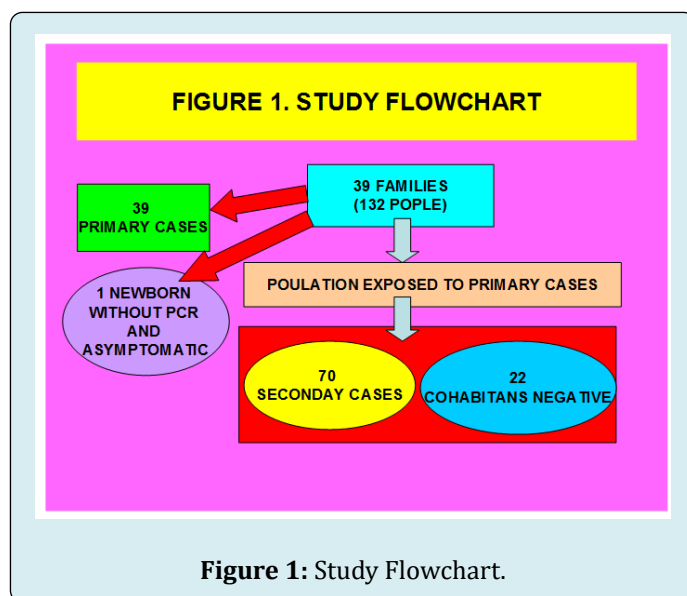 FIGURE 1. STUDY FLOWCHART
39 FAMILIES
(132 POPLE)
39
PRIMARY CASES
1 NEWBORN
WITHOUT PCR
AND
ASYMPTOMATIC
POULATION EXPOSED TO PRIMARY CASES
70
SECONDAY CASES
22
COHABITANS NEGATIVE
Figure 1: Study Flowchart.